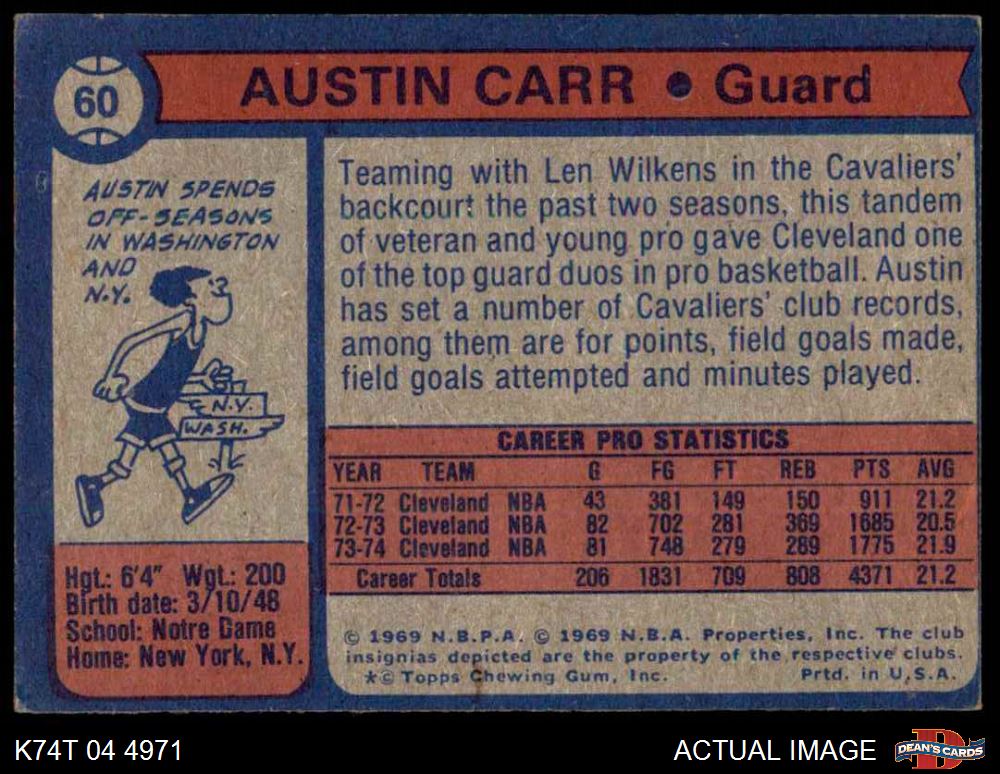 60
AUSTIN CARR • Guard
AUSTIN SPENDS
OFF-SEASONS
IN WASHINGTON
AND
N.Y.
N.Y.
WASH.
Hgt.: 6'4" Wgt.: 200
Birth date: 3/10/48
School: Notre Dame
Home: New York, N.Y.
Teaming with Len Wilkens in the Cavaliers'
backcourt the past two seasons, this tandem
of veteran and young pro gave Cleveland one
of the top guard duos in pro basketball. Austin
has set a number of Cavaliers' club records,
among them are for points, field goals made,
field goals attempted and minutes played.
CAREER PRO STATISTICS
YEAR TEAM G FG FT REB PTS AVG
71-72 Cleveland NBA 43 381 149 150 911 21.2
72-73 Cleveland NBA 82 702 281 369 1685 20.5
73-74 Cleveland NBA 81 748 279 289 1775 21.9
Career Totals 206 1831 709 808 4371 21.2
© 1969 N.B.P.A. © 1969 N.B.A. Properties, Inc. The club
insignias depicted are the property of the respective clubs.
*© Topps Chewing Gum, Inc. Prtd. in U.S.A.
K74T 04 4971
ACTUAL IMAGE
DEAN'S CARDS